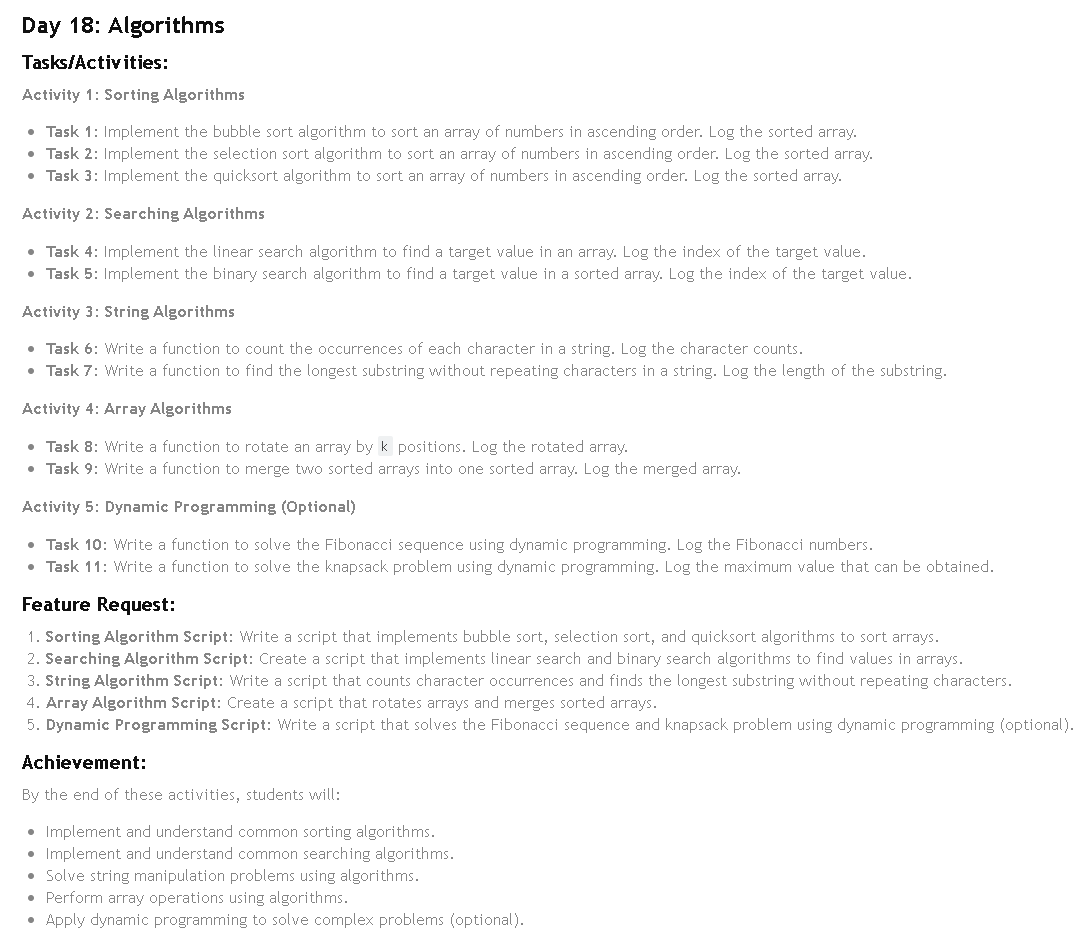 Day 18: Algorithms
Tasks/Activities:
Activity 1: Sorting Algorithms
• Task 1: Implement the bubble sort algorithm to sort an array of numbers in ascending order. Log the sorted array.
• Task 2: Implement the selection sort algorithm to sort an array of numbers in ascending order. Log the sorted array.
• Task 3: Implement the quicksort algorithm to sort an array of numbers in ascending order. Log the sorted array.
Activity 2: Searching Algorithms
• Task 4: Implement the linear search algorithm to find a target value in an array. Log the index of the target value.
• Task 5: Implement the binary search algorithm to find a target value in a sorted array. Log the index of the target value.
Activity 3: String Algorithms
• Task 6: Write a function to count the occurrences of each character in a string. Log the character counts.
• Task 7: Write a function to find the longest substring without repeating characters in a string. Log the length of the substring.
Activity 4: Array Algorithms
• Task 8: Write a function to rotate an array by k positions. Log the rotated array.
• Task 9: Write a function to merge two sorted arrays into one sorted array. Log the merged array.
Activity 5: Dynamic Programming (Optional)
• Task 10: Write a function to solve the Fibonacci sequence using dynamic programming. Log the Fibonacci numbers.
• Task 11: Write a function to solve the knapsack problem using dynamic programming. Log the maximum value that can be obtained.
Feature Request:
1. Sorting Algorithm Script: Write a script that implements bubble sort, selection sort, and quicksort algorithms to sort arrays.
2. Searching Algorithm Script: Create a script that implements linear search and binary search algorithms to find values in arrays.
3. String Algorithm Script: Write a script that counts character occurrences and finds the longest substring without repeating characters.
4. Array Algorithm Script: Create a script that rotates arrays and merges sorted arrays.
5. Dynamic Programming Script: Write a script that solves the Fibonacci sequence and knapsack problem using dynamic programming (optional).
Achievement:
By the end of these activities, students will:
• Implement and understand common sorting algorithms.
• Implement and understand common searching algorithms.
• Solve string manipulation problems using algorithms.
• Perform array operations using algorithms.
• Apply dynamic programming to solve complex problems (optional).